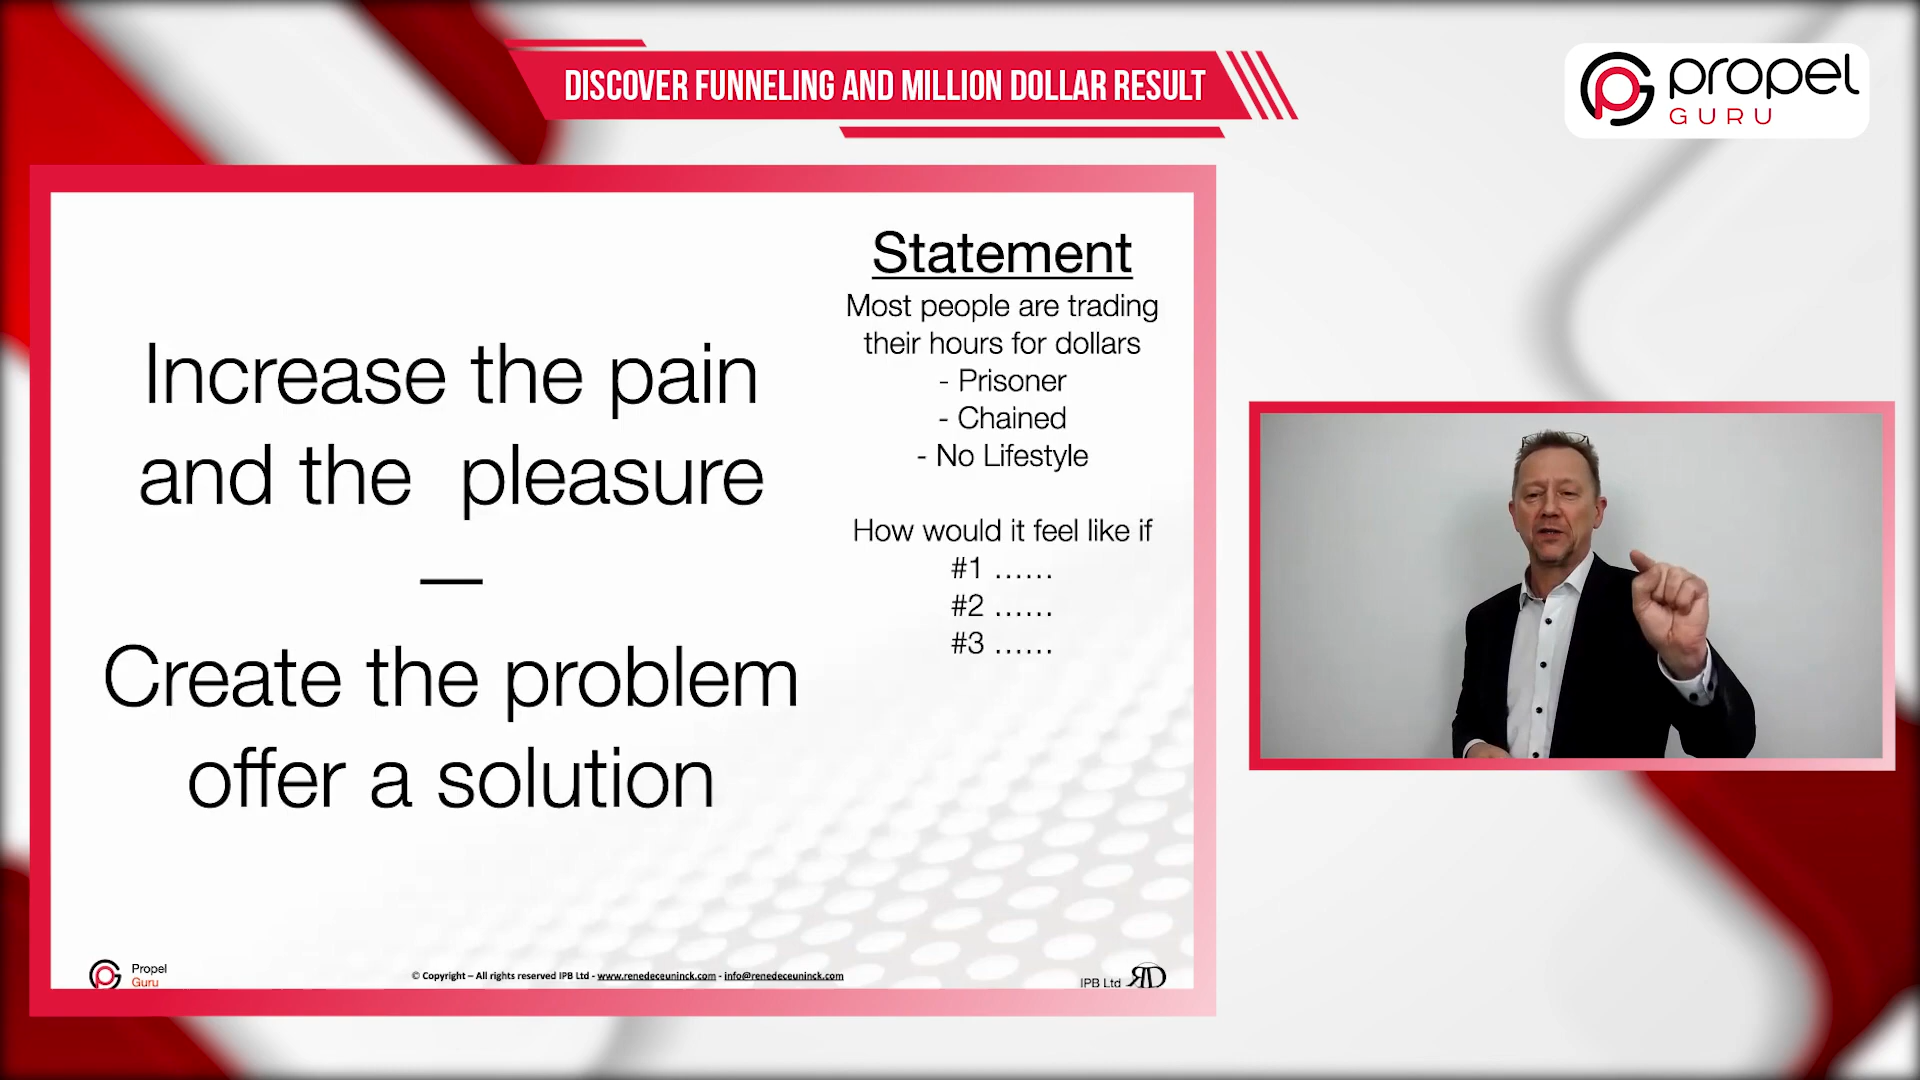 DISCOVER FUNNELING AND MILLION DOLLAR RESULT
propel
GURU
Increase the pain
and the  pleasure
—
Create the problem
offer a solution
Statement
Most people are trading
their hours for dollars
- Prisoner
- Chained
- No Lifestyle
How would it feel like if
#1 ......
#2 ......
#3 ......
Propel
Guru
© Copyright – All rights reserved IPB Ltd - www.renedeceuninck.com - info@renedeceuninck.com
IPB Ltd RD